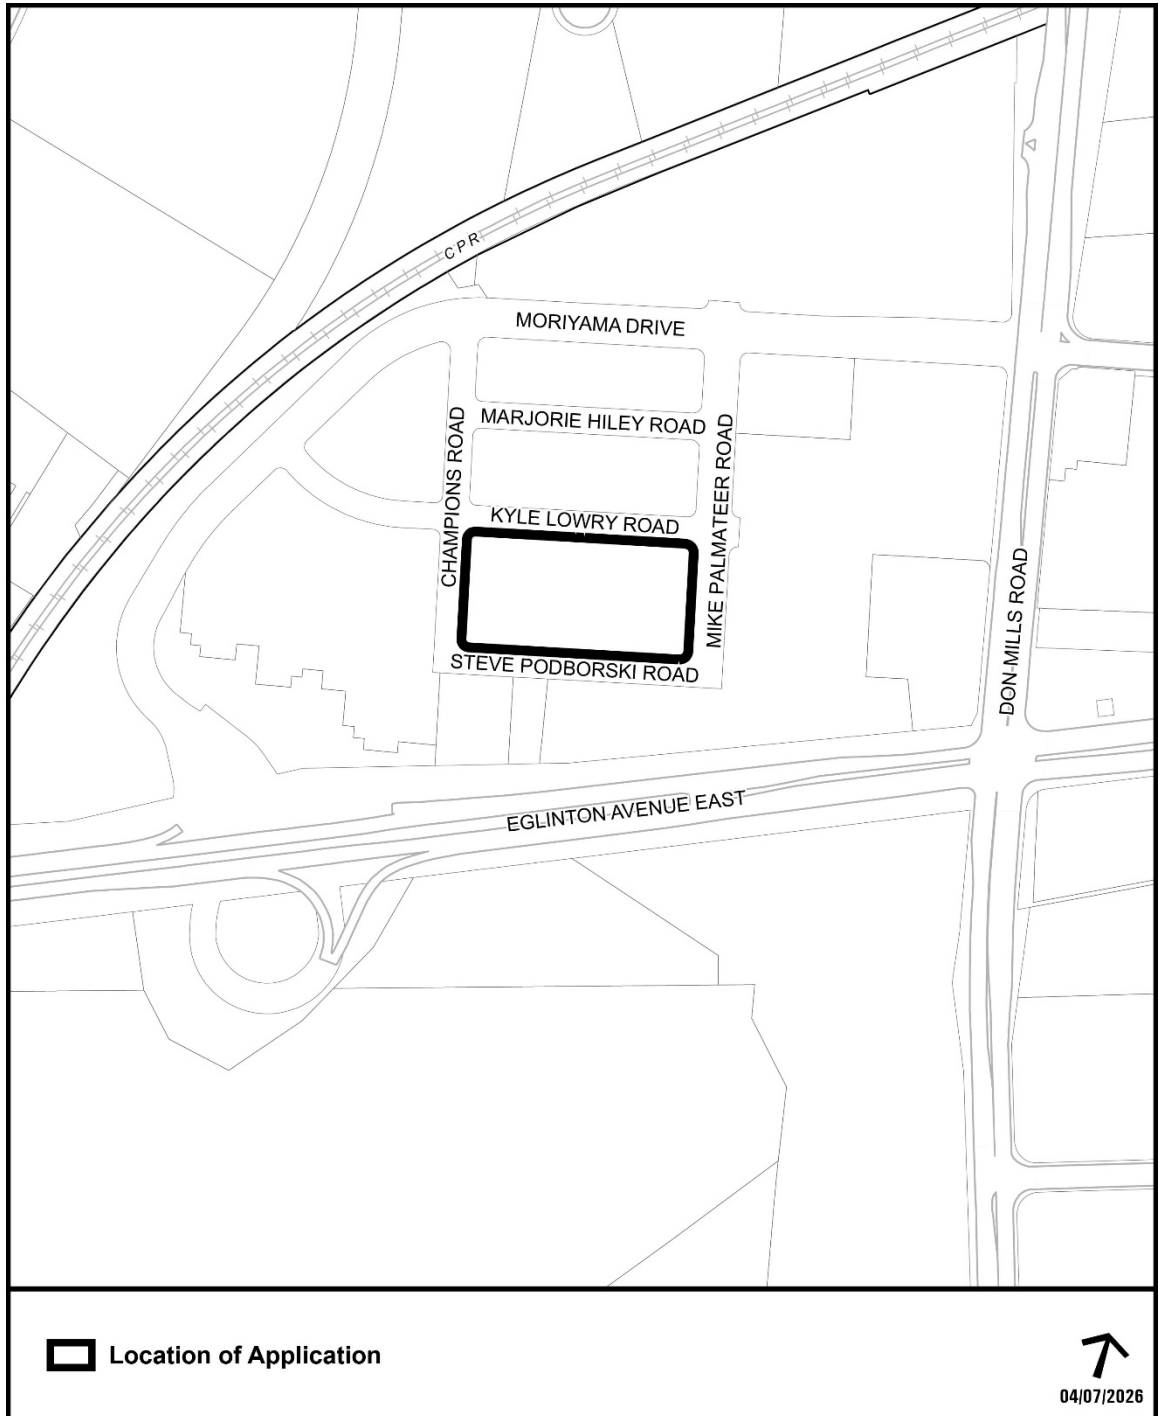 CPR
MORIYAMA DRIVE
MARJORIE HILEY ROAD
CHAMPIONS ROAD
MIKE PALMATEER ROAD
KYLE LOWRY ROAD
STEVE PODBORSKI ROAD
DON MILLS ROAD
EGLINTON AVENUE EAST
Location of Application
04/07/2026